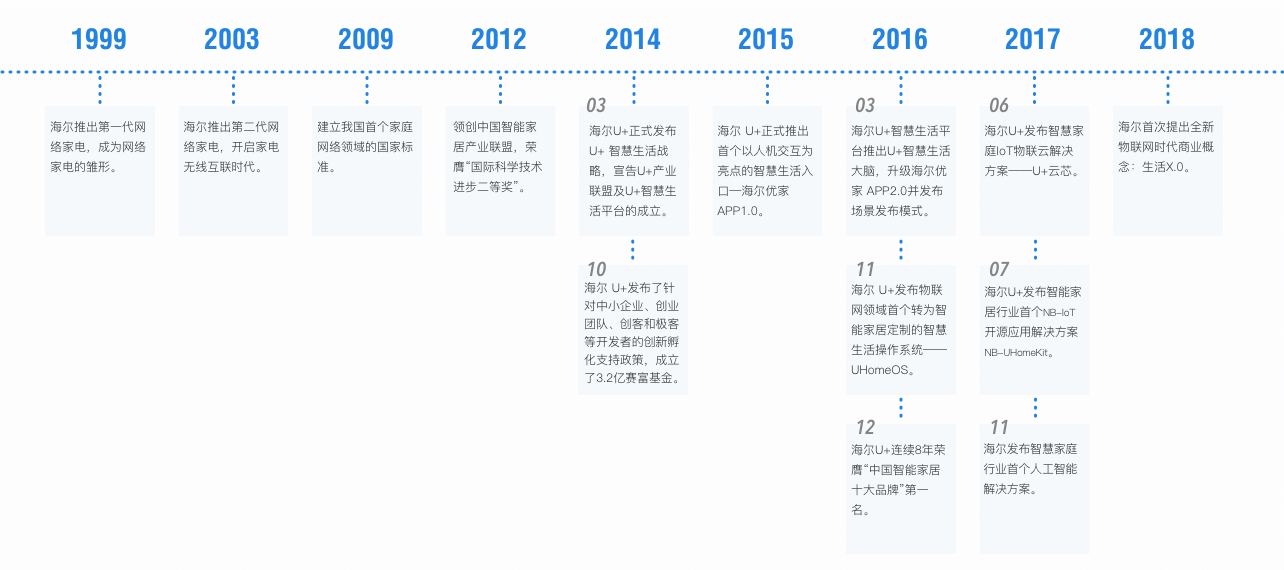 1999
2003
2009
2012
2014
2015
2016
2017
2018
海尔推出第一代网
络家电，成为网络
家电的雏形。
海尔推出第二代网
络家电，开启家电
无线互联时代。
建立我国首个家庭
网络领域的国家标
准。
领创中国智能家
居产业联盟，荣
膺“国际科学技术
进步二等奖”。
03
海尔U+正式发布
U+ 智慧生活战
略，宣告U+产业
联盟及U+智慧生
活平台的成立。
10
海尔 U+发布了针
对中小企业、创业
团队、创客和极客
等开发者的创新孵
化支持政策，成立
了3.2亿赛富基金。
海尔 U+正式推出
首个以人机交互为
亮点的智慧生活入
口—海尔优家
APP1.0。
03
海尔U+智慧生活平
台推出U+智慧生活
大脑，升级海尔优
家 APP2.0并发布
场景发布模式。
11
海尔 U+发布物联
网领域首个转为智
能家居定制的智慧
生活操作系统——
UHomeOS。
12
海尔U+连续8年荣
膺“中国智能家居
十大品牌”第一
名。
06
海尔U+发布智慧家
庭IoT物联云解决
方案——U+云芯。
07
海尔U+发布智能家
居行业首个NB-IoT
开源应用解决方案
NB-UHomeKit。
11
海尔发布智慧家庭
行业首个人工智能
解决方案。
海尔首次提出全新
物联网时代商业概
念：生活X.0。